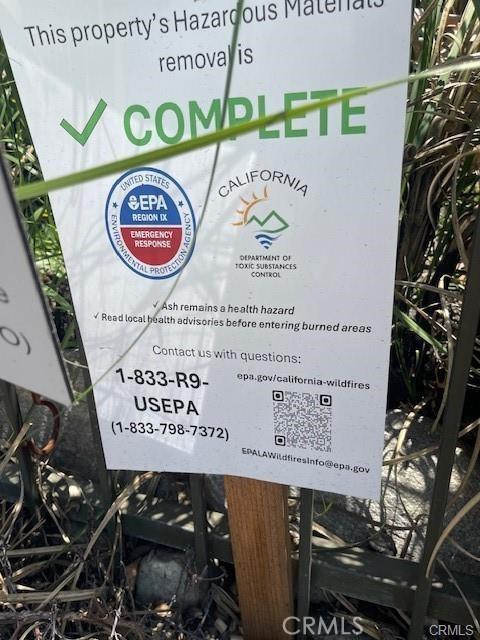 This property's Hazardous Materials
removal is
✓ COMPLETE
UNITED STATES
EPA
REGION IX
EMERGENCY
RESPONSE
ENVIRONMENTAL PROTECTION AGENCY
CALIFORNIA
DEPARTMENT OF
TOXIC SUBSTANCES
CONTROL
✓ Ash remains a health hazard
✓ Read local health advisories before entering burned areas
Contact us with questions:
1-833-R9-
USEPA
(1-833-798-7372)
epa.gov/california-wildfires
EPALAWildfiresInfo@epa.gov
CRMLS
CRMLS